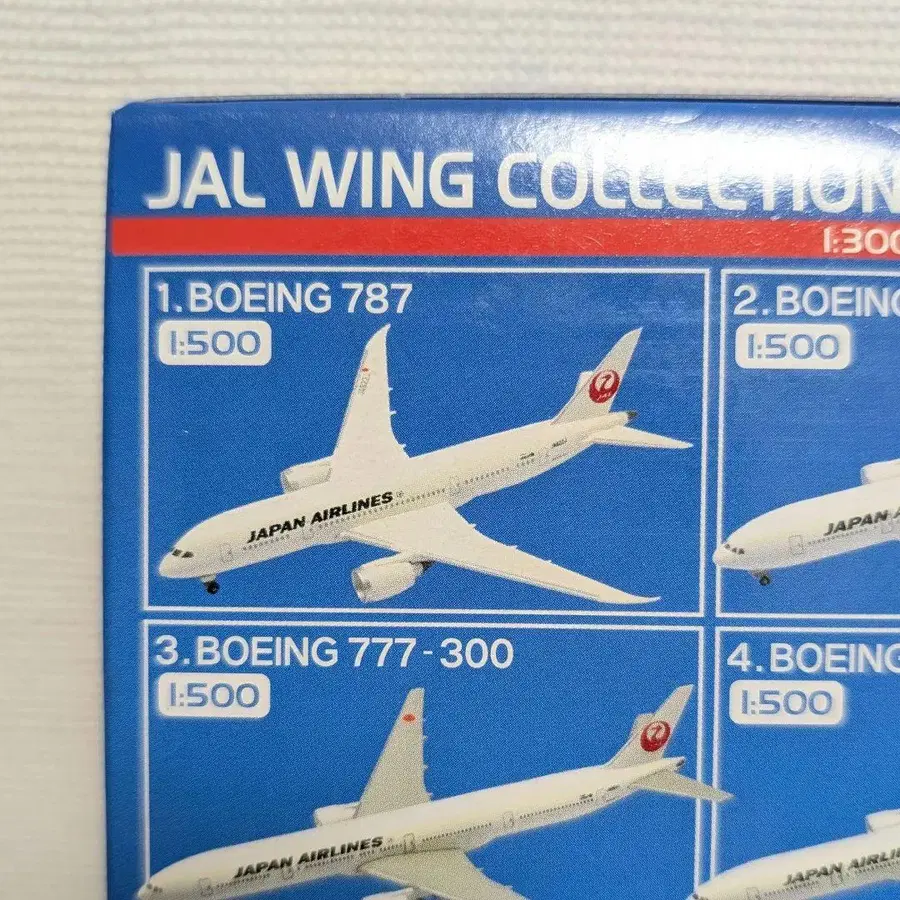 JAL WING COLLECTION
1:300
1.BOEING 787
1:500
JAPAN AIRLINES
JAL
2.BOEING
1:500
JAPAN
3.BOEING 777-300
1:500
JAPAN AIRLINES
4.BOEING
1:500
JAPAN AIRLINES